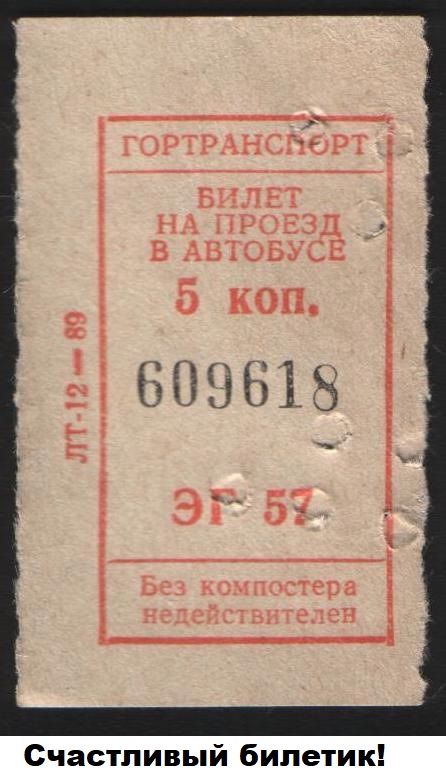 ГОРТРАНСПОРТ
БИЛЕТ
НА ПРОЕЗД
В АВТОБУСЕ
5 коп.
609618
ЭГ 57
Без компостера
недействителен
ЛТ-12—89
Счастливый билетик!